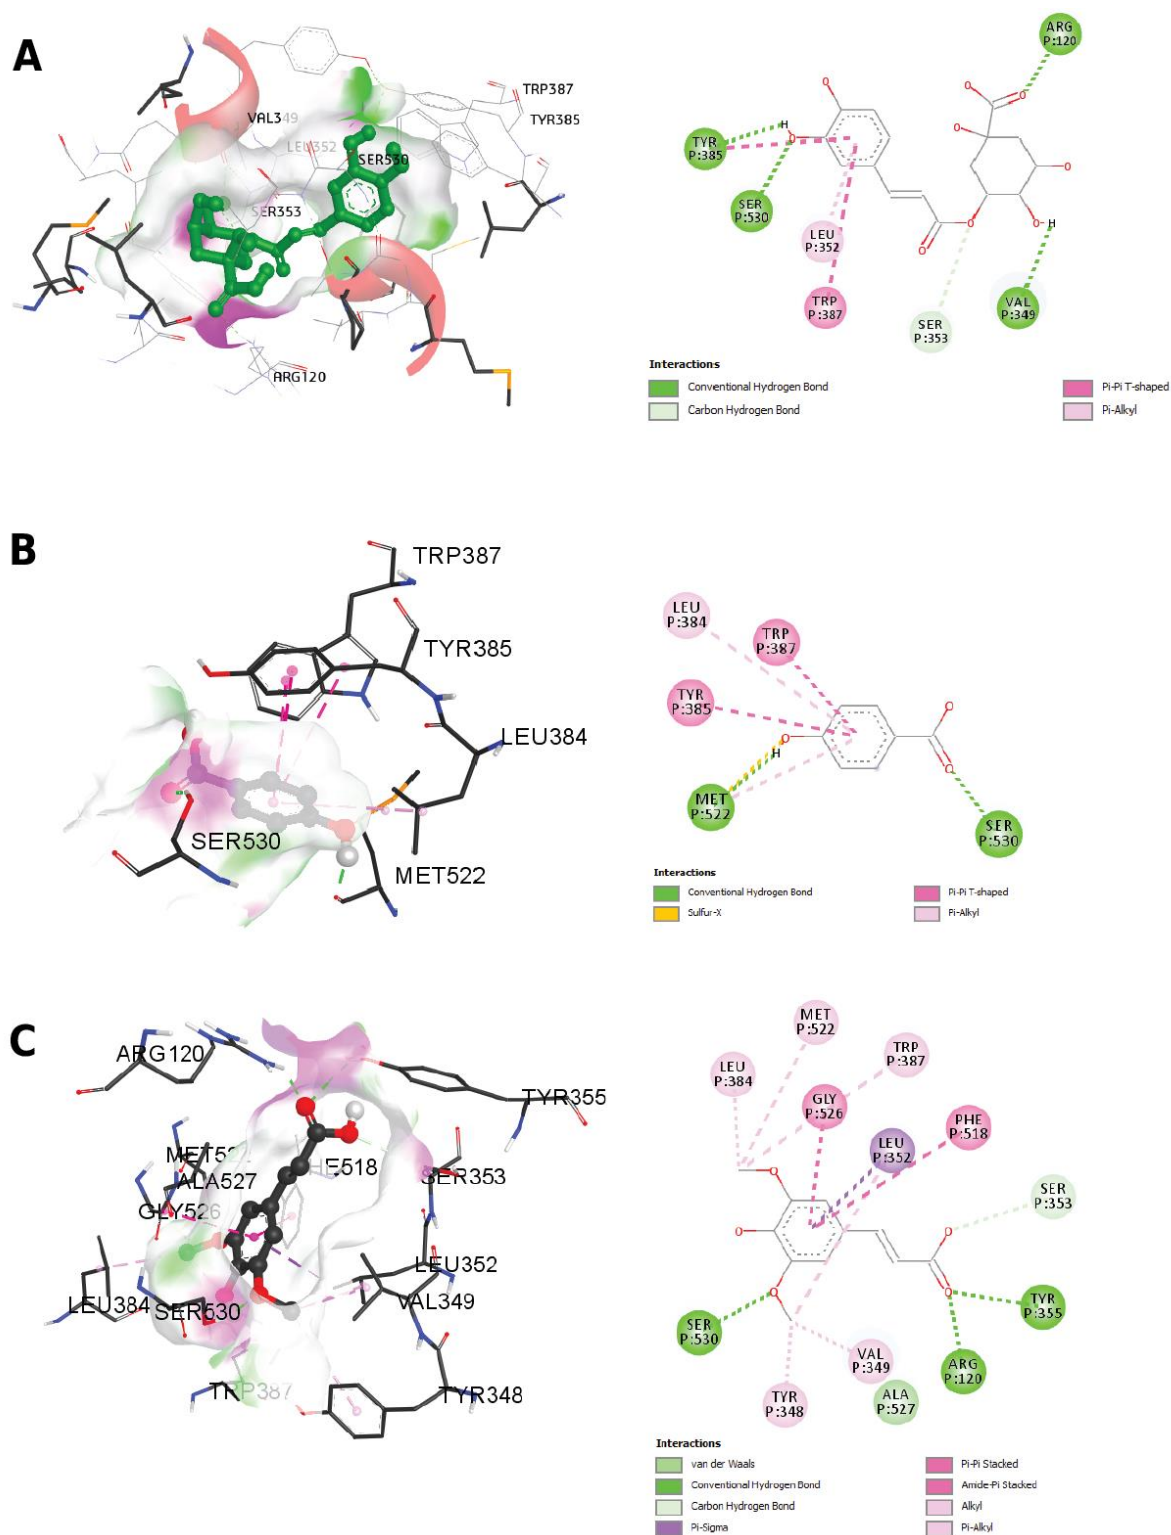 A
VAL349
LEU352
SER530
SER353
TRP387
TYR385
ARG120
ARG
P:120
H
TYR
P:385
SER
P:530
LEU
P:352
TRP
P:387
H
SER
P:353
VAL
P:349
Interactions
Conventional Hydrogen Bond
Carbon Hydrogen Bond
Pi-Pi T-shaped
Pi-Alkyl
B
TRP387
TYR385
LEU384
SER530
MET522
LEU
P:384
TRP
P:387
TYR
P:385
H
MET
P:522
SER
P:530
Interactions
Conventional Hydrogen Bond
Sulfur-X
Pi-Pi T-shaped
Pi-Alkyl
C
ARG120
TYR355
ALA527
SER353
GLY526
LEU352
LEU384
SER530
VAL349
TRP387
TYR348
MET
P:522
TRP
P:387
LEU
P:384
GLY
P:526
PHE
P:518
LEU
P:352
SER
P:353
SER
P:530
TYR
P:355
VAL
P:349
ARG
P:120
TYR
P:348
ALA
P:527
Interactions
van der Waals
Conventional Hydrogen Bond
Carbon Hydrogen Bond
Pi-Sigma
Pi-Pi Stacked
Amide-Pi Stacked
Alkyl
Pi-Alkyl